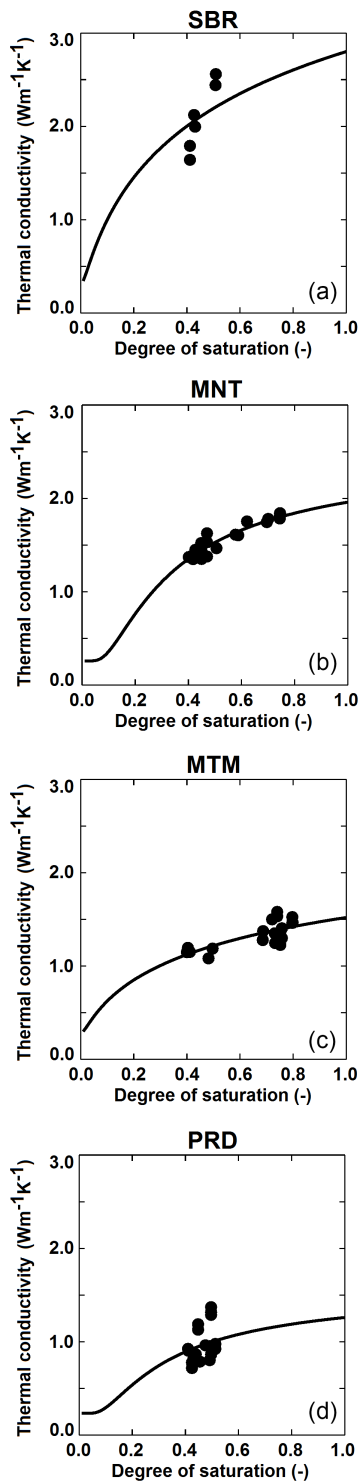 SBR
3.0
2.0
1.0
0.0
Thermal conductivity (Wm⁻¹K⁻¹)
(a)
0.0 0.2 0.4 0.6 0.8 1.0
Degree of saturation (-)
MNT
3.0
2.0
1.0
0.0
Thermal conductivity (Wm⁻¹K⁻¹)
(b)
0.0 0.2 0.4 0.6 0.8 1.0
Degree of saturation (-)
MTM
3.0
2.0
1.0
0.0
Thermal conductivity (Wm⁻¹K⁻¹)
(c)
0.0 0.2 0.4 0.6 0.8 1.0
Degree of saturation (-)
PRD
3.0
2.0
1.0
0.0
Thermal conductivity (Wm⁻¹K⁻¹)
(d)
0.0 0.2 0.4 0.6 0.8 1.0
Degree of saturation (-)